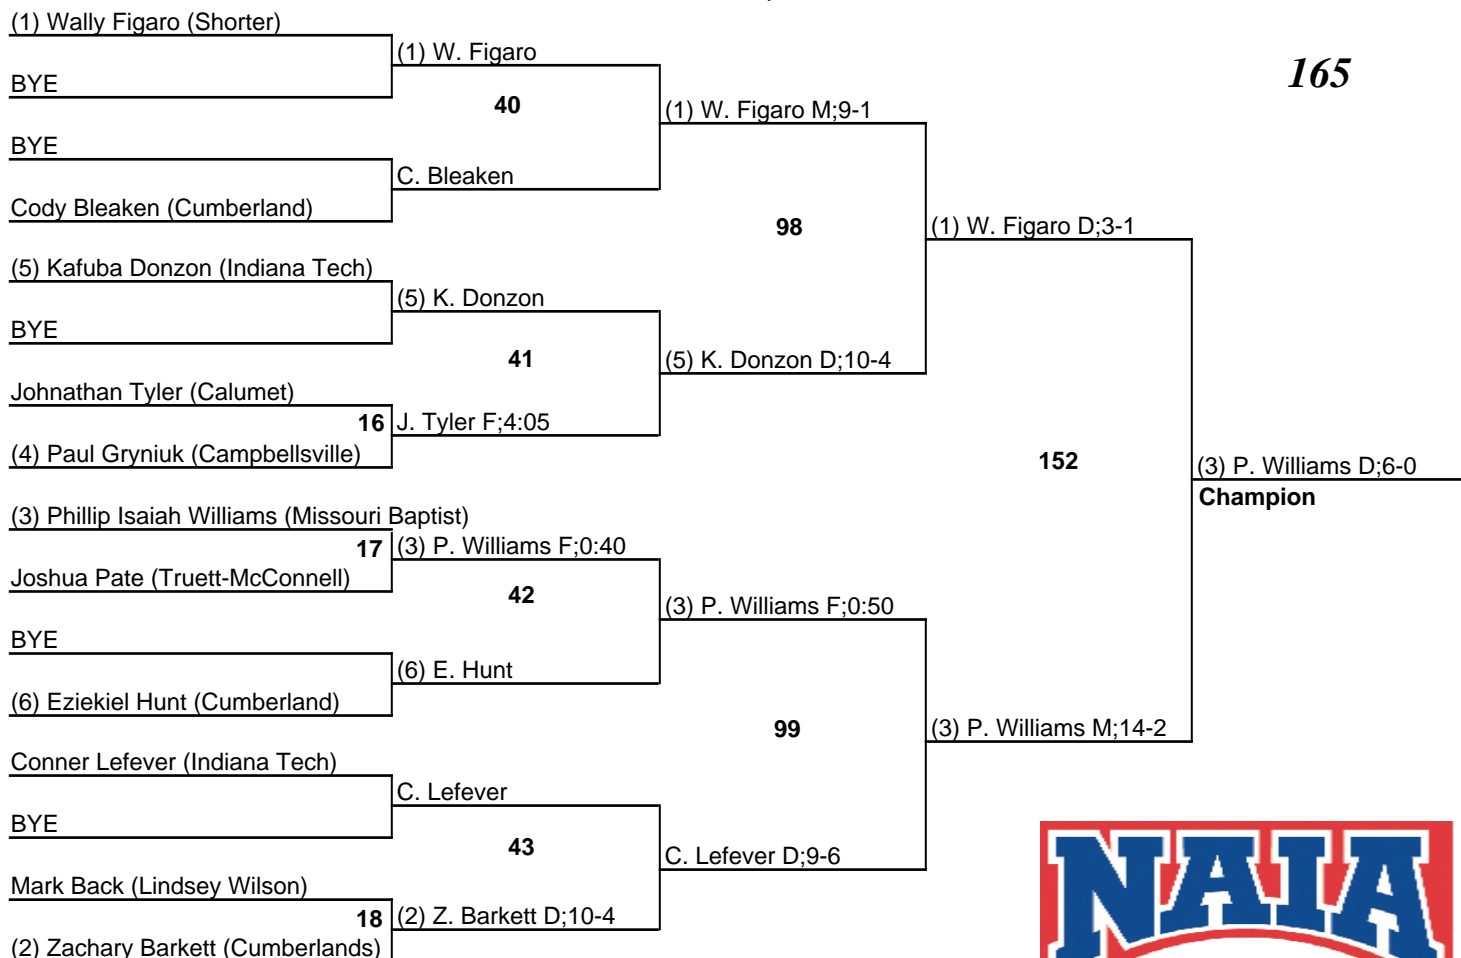 (1) Wally Figaro (Shorter)
(1) W. Figaro
165
BYE
40
(1) W. Figaro M;9-1
BYE
C. Bleaken
Cody Bleaken (Cumberland)
98
(1) W. Figaro D;3-1
(5) Kafuba Donzon (Indiana Tech)
(5) K. Donzon
BYE
41
(5) K. Donzon D;10-4
Johnathan Tyler (Calumet)
16
J. Tyler F;4:05
(4) Paul Gryniuk (Campbellsville)
152
(3) P. Williams D;6-0
Champion
(3) Phillip Isaiah Williams (Missouri Baptist)
17
(3) P. Williams F;0:40
Joshua Pate (Truett-McConnell)
42
(3) P. Williams F;0:50
BYE
(6) E. Hunt
(6) Eziekiel Hunt (Cumberland)
99
(3) P. Williams M;14-2
Conner Lefever (Indiana Tech)
C. Lefever
BYE
43
C. Lefever D;9-6
Mark Back (Lindsey Wilson)
18
(2) Z. Barkett D;10-4
(2) Zachary Barkett (Cumberlands)
NAIA